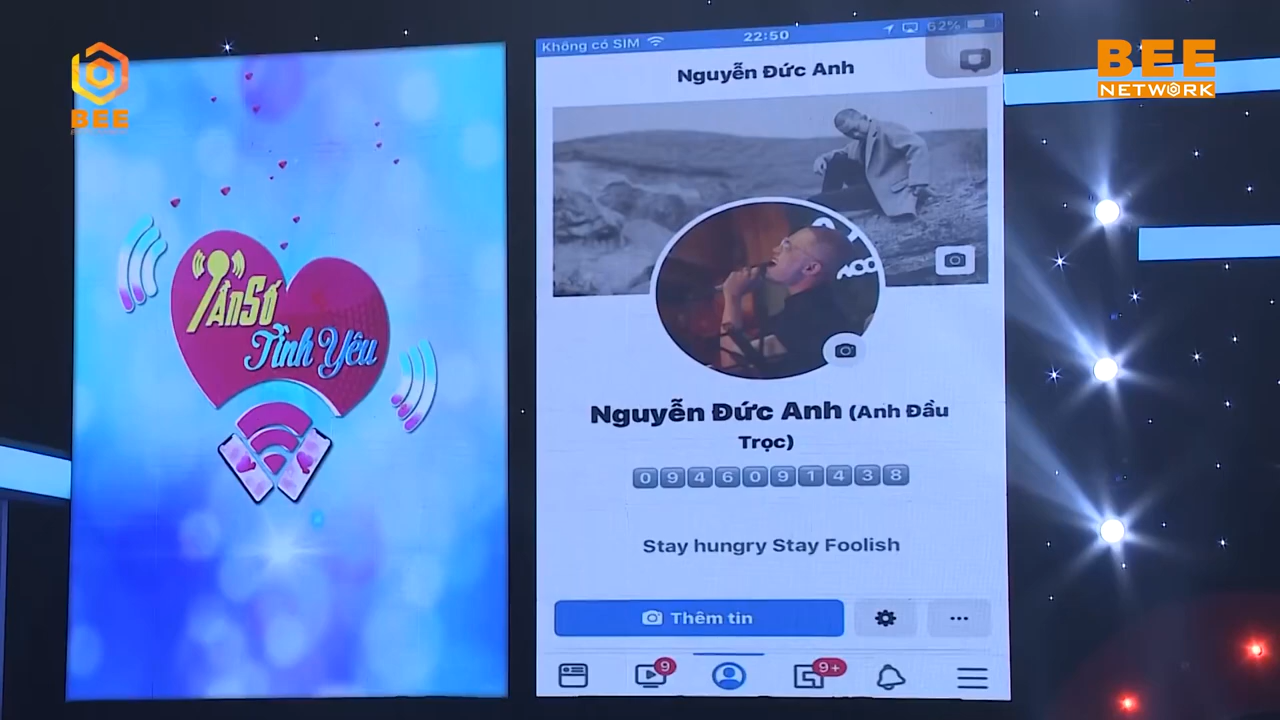 BEE
BEE
NETWORK
TẦN SỐ
Tình Yêu
Không có SIM
22:50
62%
Nguyễn Đức Anh
Nguyễn Đức Anh (Anh Đầu
Trọc)
0946091438
Stay hungry Stay Foolish
Thêm tin
9
9+